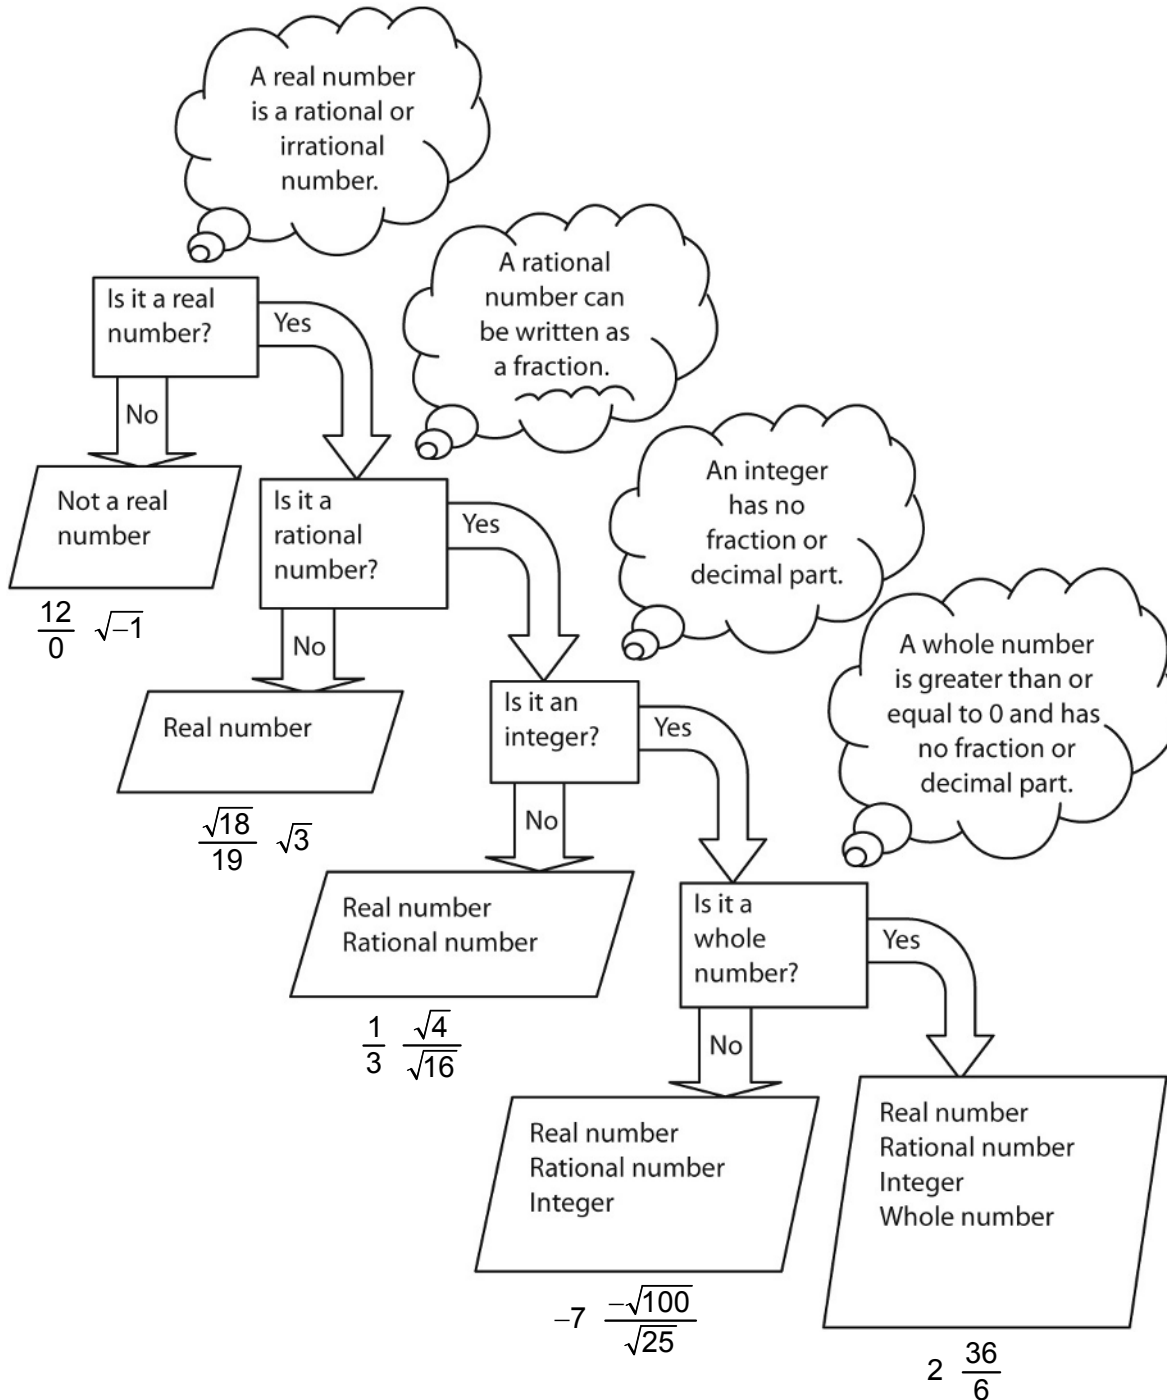 A real number
is a rational or
irrational
number.
A rational
number can
be written as
a fraction.
Is it a real
number?
Yes
No
Not a real
number
12/0 √−1
Is it a
rational
number?
Yes
No
An integer
has no
fraction or
decimal part.
Real number
√18/19 √3
Is it an
integer?
Yes
No
A whole number
is greater than or
equal to 0 and has
no fraction or
decimal part.
Real number
Rational number
1/3 √4/√16
Is it a
whole
number?
Yes
No
Real number
Rational number
Integer
−7 −√100/√25
Real number
Rational number
Integer
Whole number
2 36/6